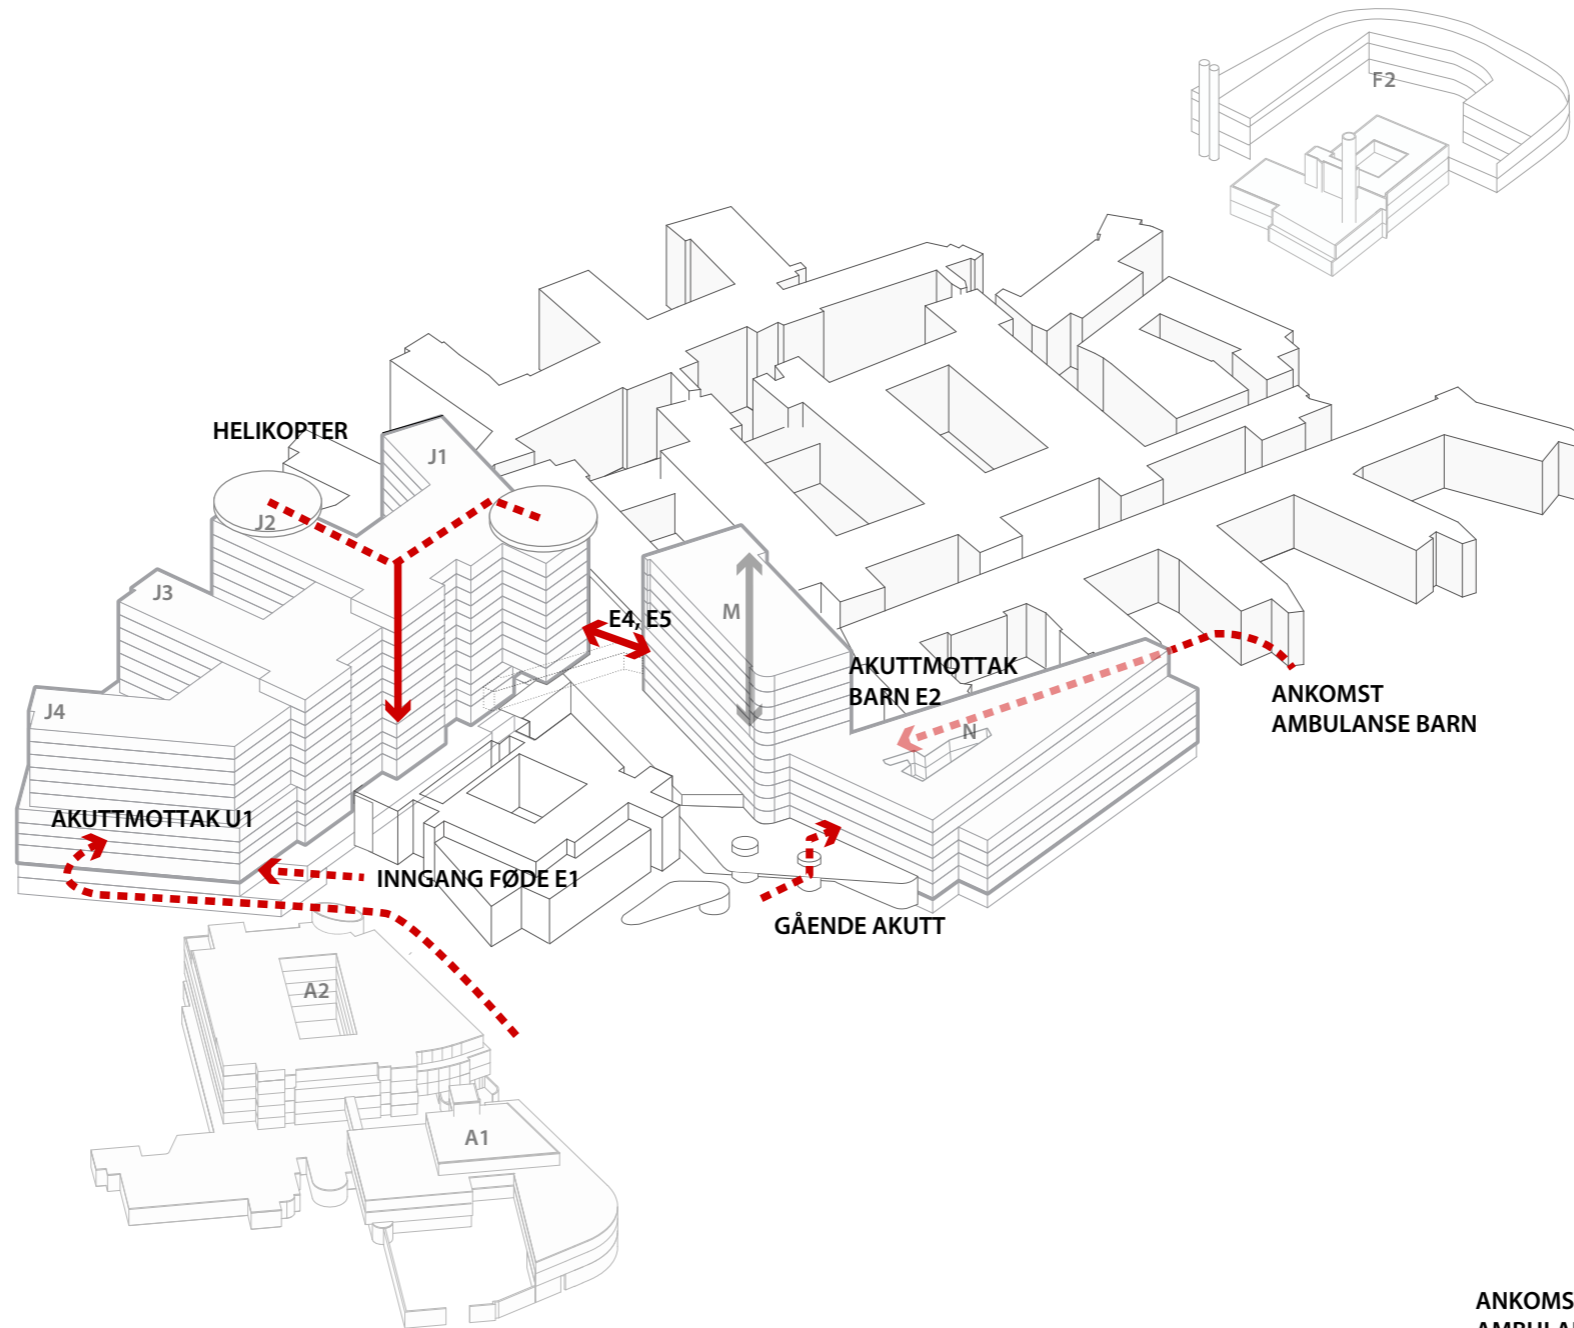 F2
HELIKOPTER
J1
J2
J3
E4, E5
M
AKUTTMOTTAK
BARN E2
ANKOMST
AMBULANSE BARN
N
J4
AKUTTMOTTAK U1
INNGANG FØDE E1
GÅENDE AKUTT
A2
A1
ANKOMS